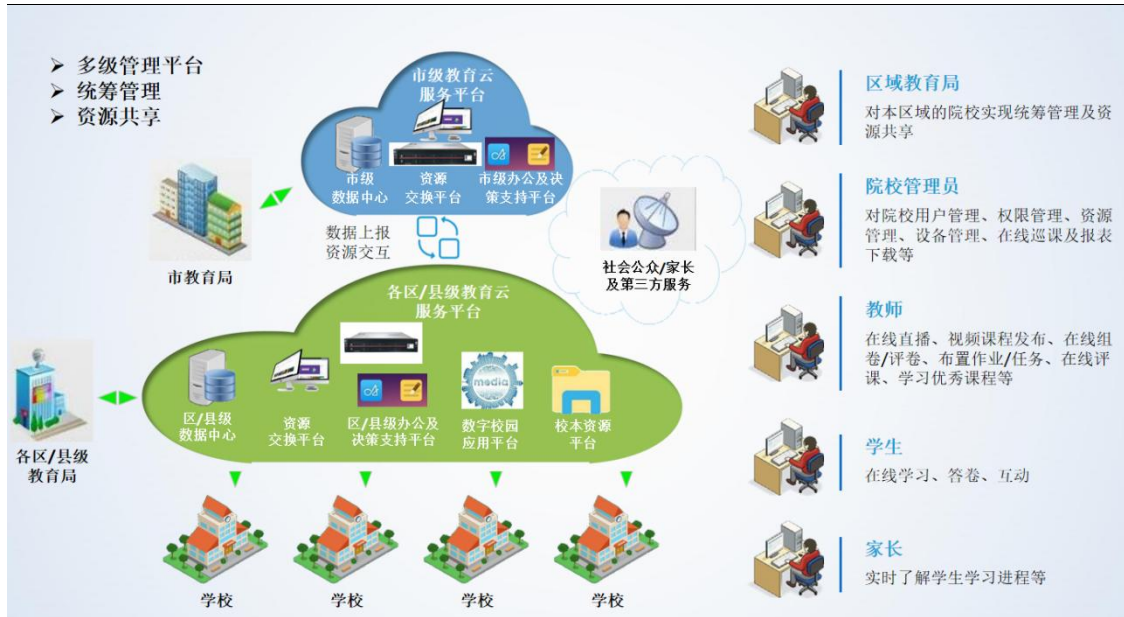 多级管理平台
统筹管理
资源共享
市级教育云
服务平台
市级
数据中心
资源
交换平台
市级办公及决
策支持平台
市教育局
数据上报
资源交互
社会公众/家长
及第三方服务
各区/县级教育云
服务平台
区/县级
数据中心
资源
交换平台
区/县级办公及
决策支持平台
media
数字校园
应用平台
校本资源
平台
各区/县级
教育局
学校
学校
学校
学校
区域教育局
对本区域的院校实现统筹管理及资
源共享
院校管理员
对院校用户管理、权限管理、资源
管理、设备管理、在线巡课及报表
下载等
教师
在线直播、视频课程发布、在线组
卷/评卷、布置作业/任务、在线评
课、学习优秀课程等
学生
在线学习、答卷、互动
家长
实时了解学生学习进程等